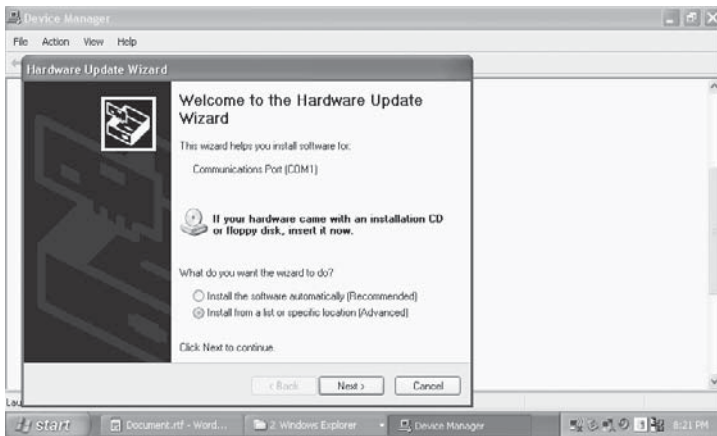 Device Manager
File Action View Help
Hardware Update Wizard
Welcome to the Hardware Update
Wizard
This wizard helps you install software for:
Communications Port (COM1)
If your hardware came with an installation CD
or floppy disk, insert it now.
What do you want the wizard to do?
Install the software automatically (Recommended)
Install from a list or specific location (Advanced)
Click Next to continue.
< Back Next > Cancel
Lau
start Document.rtf - Word... 2 Windows Explorer Device Manager 8:21 PM